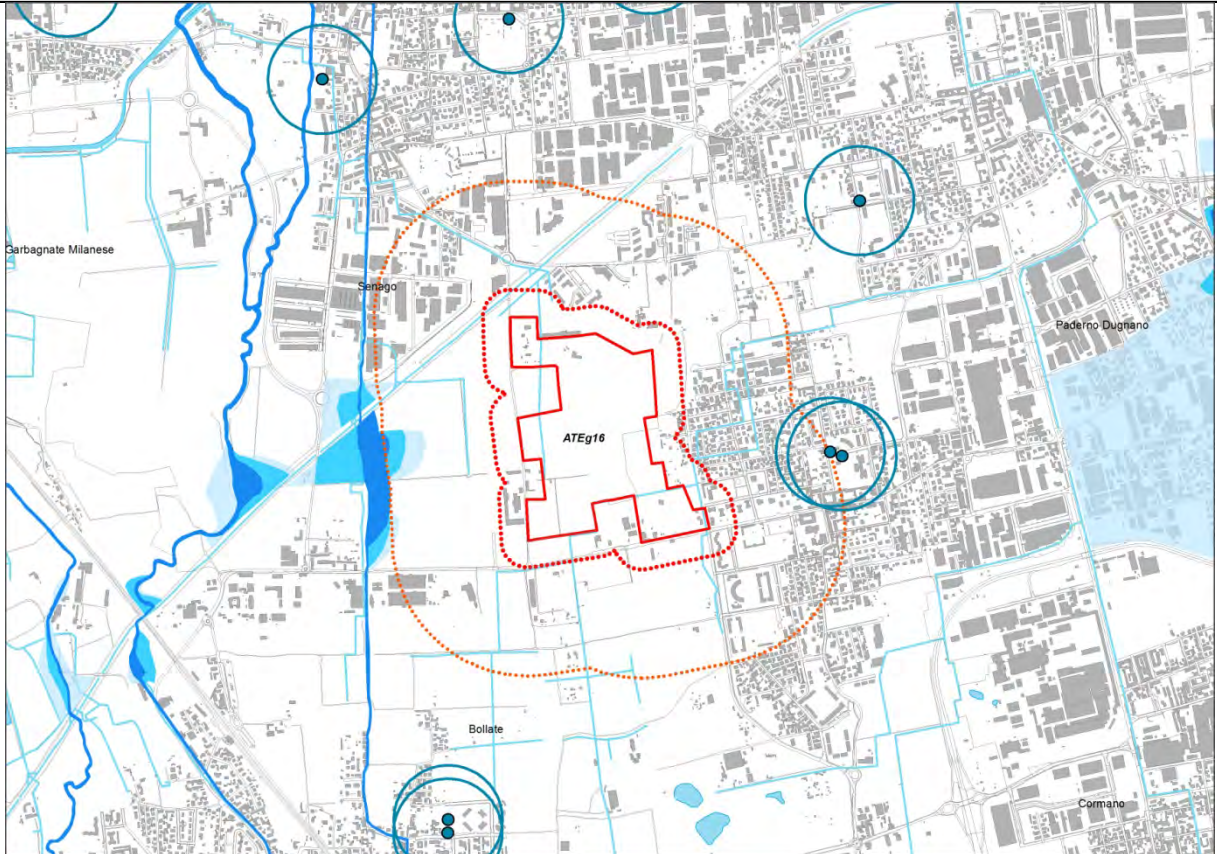 Garbagnate Milanese
Senago
Paderno Dugnano
ATEg16
Bollate
Cormano